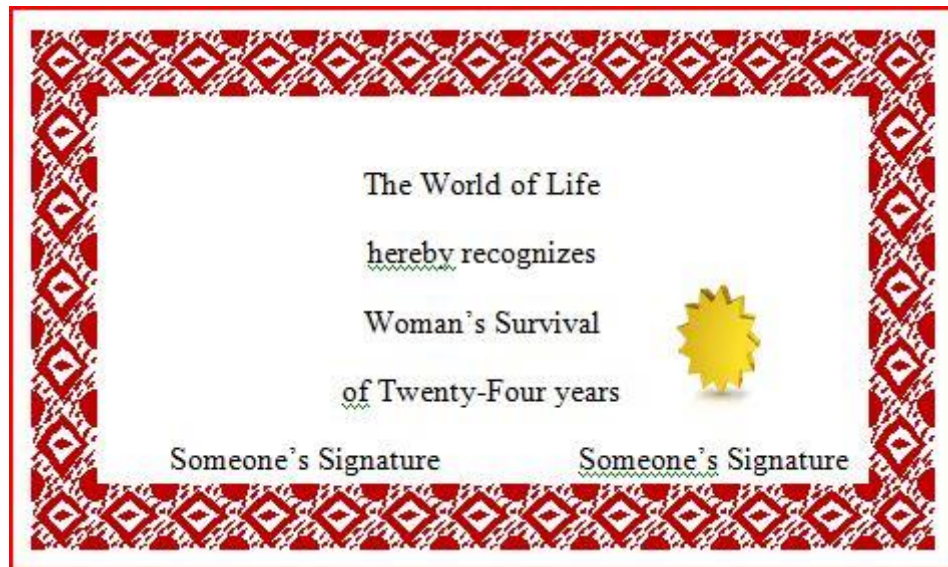 The World of Life
hereby recognizes
Woman’s Survival
of Twenty-Four years
Someone’s Signature Someone’s Signature